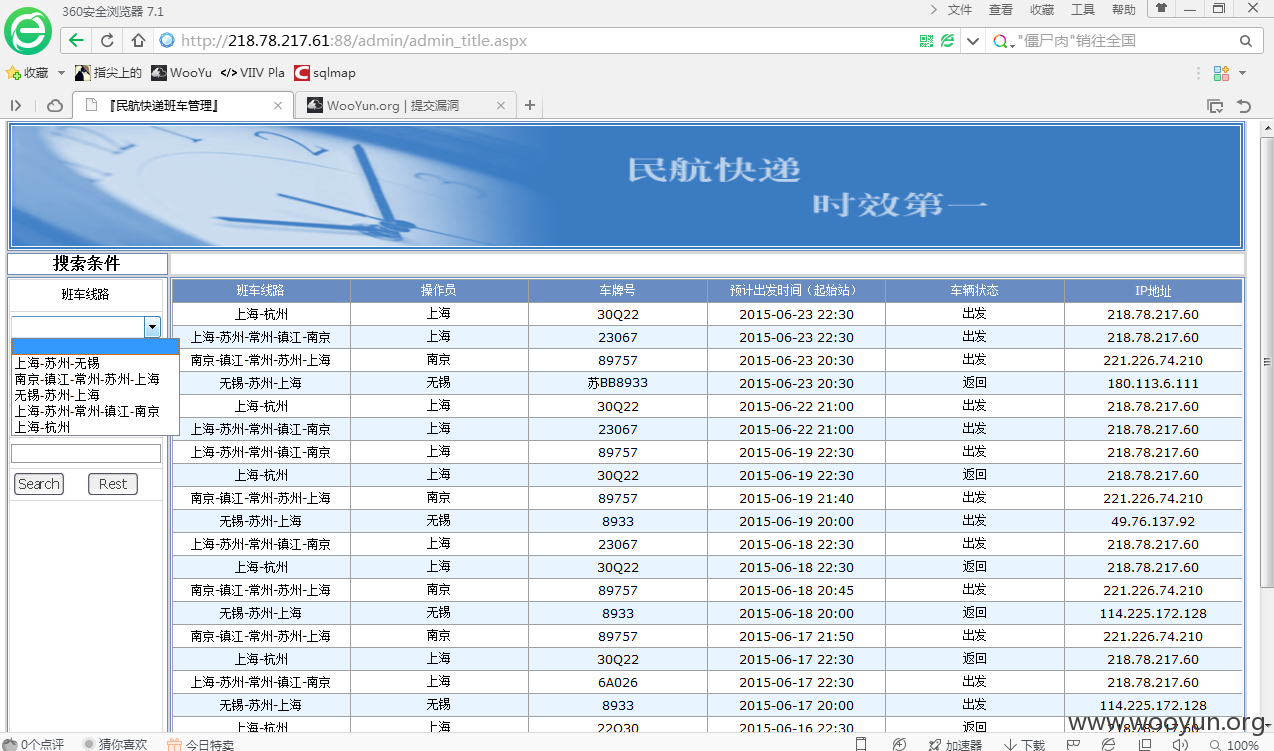 360安全浏览器 7.1
文件 查看 收藏 工具 帮助
http://218.78.217.61:88/admin/admin_title.aspx
"僵尸肉"销往全国
收藏 指尖上的 WooYu </> VIIV Pla sqlmap
『民航快递班车管理』 WooYun.org | 提交漏洞
民航快递
时效第一
搜索条件
班车线路
上海-苏州-无锡
南京-镇江-常州-苏州-上海
无锡-苏州-上海
上海-苏州-常州-镇江-南京
上海-杭州
Search Rest
班车线路 操作员 车牌号 预计出发时间（起始站） 车辆状态 IP地址
上海-杭州 上海 30Q22 2015-06-23 22:30 出发 218.78.217.60
上海-苏州-常州-镇江-南京 上海 23067 2015-06-23 22:30 出发 218.78.217.60
南京-镇江-常州-苏州-上海 南京 89757 2015-06-23 20:30 出发 221.226.74.210
无锡-苏州-上海 无锡 苏BB8933 2015-06-23 20:30 返回 180.113.6.111
上海-杭州 上海 30Q22 2015-06-22 21:00 出发 218.78.217.60
上海-苏州-常州-镇江-南京 上海 23067 2015-06-22 21:00 出发 218.78.217.60
上海-苏州-常州-镇江-南京 上海 89757 2015-06-19 22:30 出发 218.78.217.60
上海-杭州 上海 30Q22 2015-06-19 22:30 返回 218.78.217.60
南京-镇江-常州-苏州-上海 南京 89757 2015-06-19 21:40 出发 221.226.74.210
无锡-苏州-上海 无锡 8933 2015-06-19 20:00 出发 49.76.137.92
上海-苏州-常州-镇江-南京 上海 23067 2015-06-18 22:30 出发 218.78.217.60
上海-杭州 上海 30Q22 2015-06-18 22:30 返回 218.78.217.60
南京-镇江-常州-苏州-上海 南京 89757 2015-06-18 20:45 出发 221.226.74.210
无锡-苏州-上海 无锡 8933 2015-06-18 20:00 返回 114.225.172.128
南京-镇江-常州-苏州-上海 南京 89757 2015-06-17 21:50 出发 221.226.74.210
上海-杭州 上海 30Q22 2015-06-17 22:30 返回 218.78.217.60
上海-苏州-常州-镇江-南京 上海 6A026 2015-06-17 22:30 出发 218.78.217.60
无锡-苏州-上海 无锡 8933 2015-06-17 20:00 出发 114.225.172.128
上海-杭州 上海 22Q30 2015-06-16 22:30 返回 218.78.217.60
www.wooyun.org
0个点评 猜你喜欢 今日特卖 加速器 下载 100%